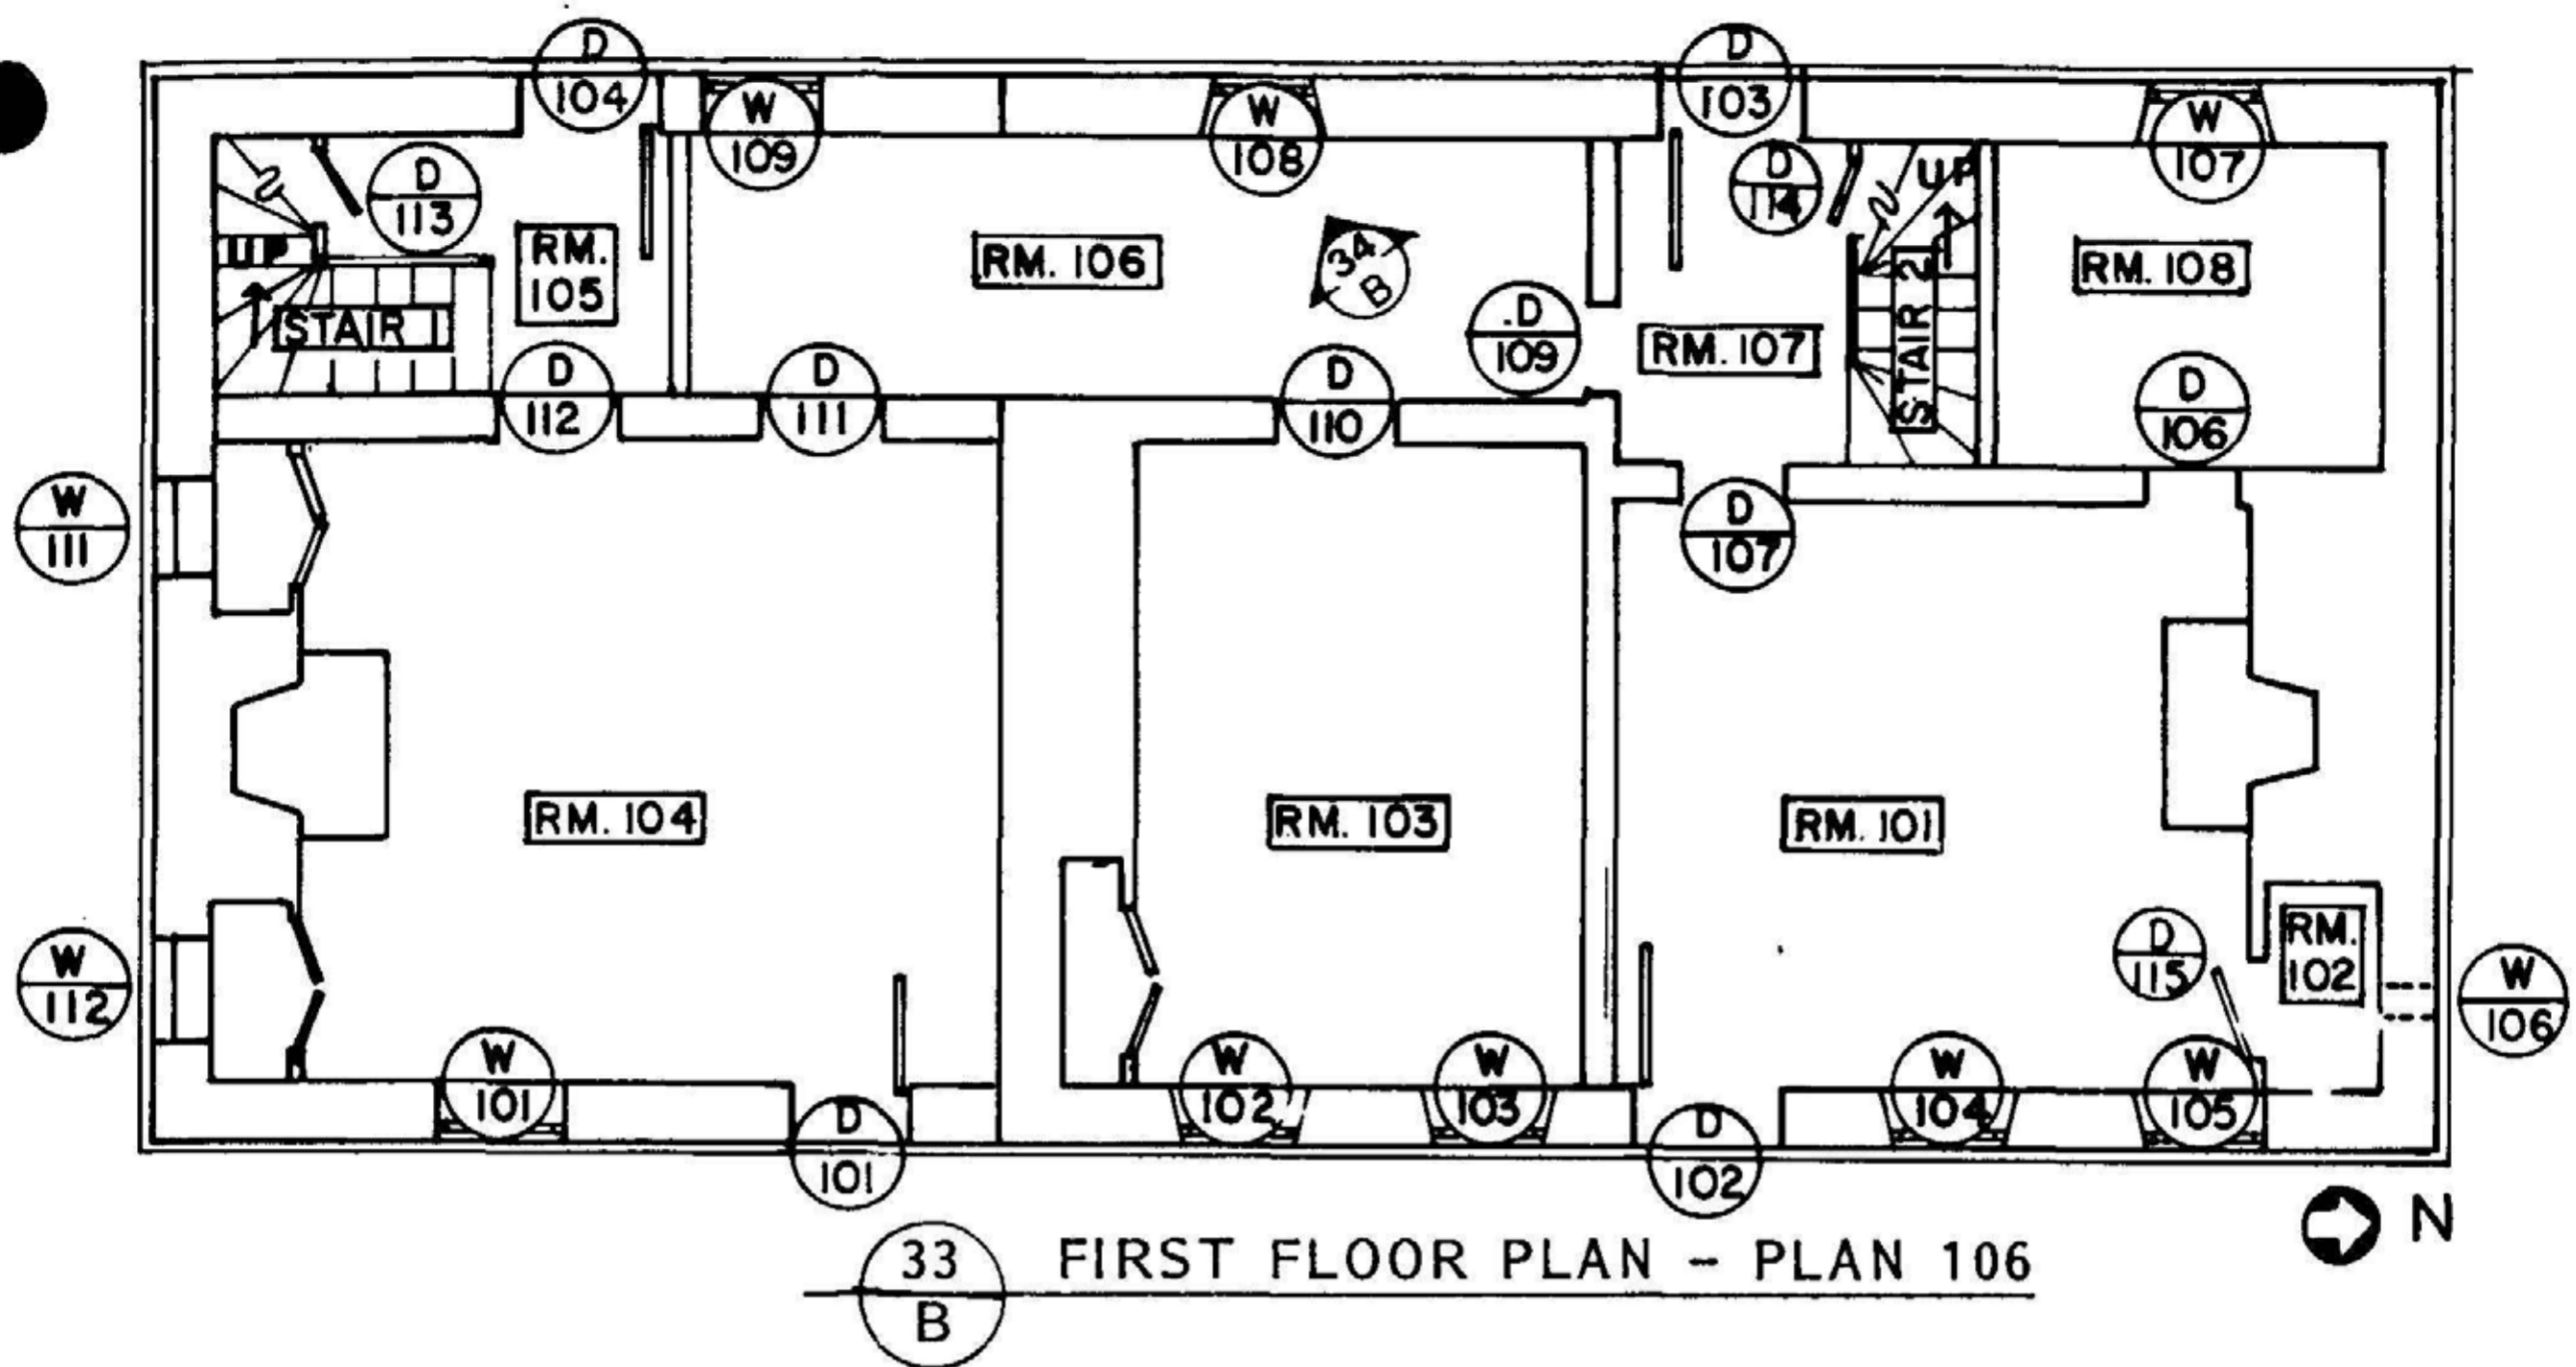 D
104
D
103
W
109
W
108
W
107
D
113
D
114
UP
UP
RM.
105
RM. 106
34
B
D
109
RM. 107
STAIR 2
RM. 108
STAIR 1
D
112
D
111
D
110
D
106
W
111
D
107
RM. 104
RM. 103
RM. 101
D
115
RM.
102
W
112
W
106
W
101
W
102
W
103
W
104
W
105
D
101
D
102
N
33
B
FIRST FLOOR PLAN - PLAN 106